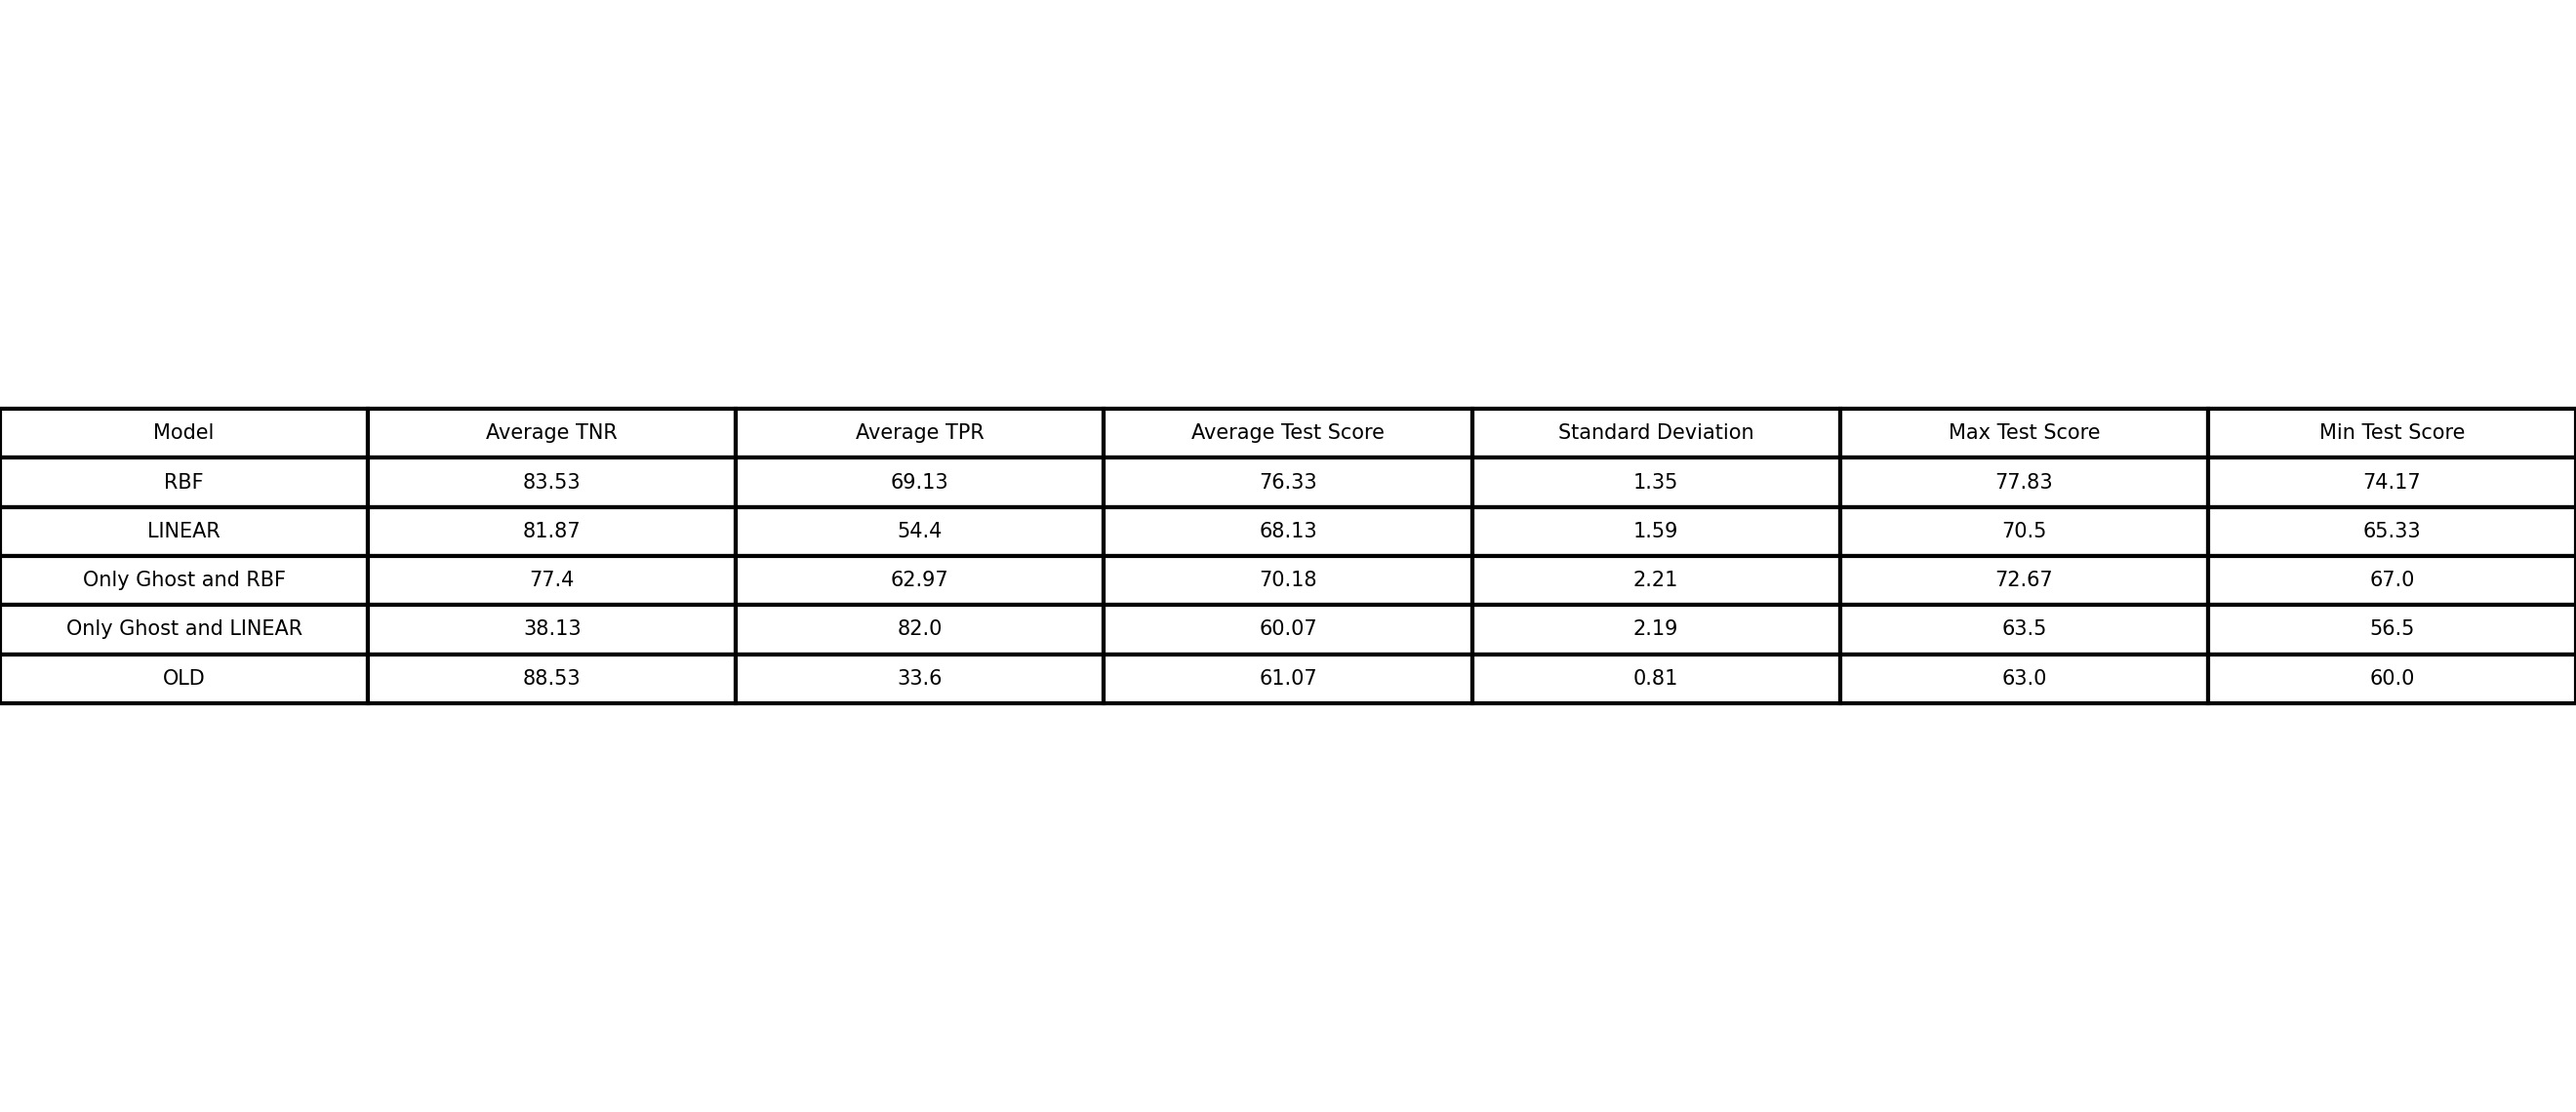 Model Average TNR Average TPR Average Test Score Standard Deviation Max Test Score Min Test Score
RBF 83.53 69.13 76.33 1.35 77.83 74.17
LINEAR 81.87 54.4 68.13 1.59 70.5 65.33
Only Ghost and RBF 77.4 62.97 70.18 2.21 72.67 67.0
Only Ghost and LINEAR 38.13 82.0 60.07 2.19 63.5 56.5
OLD 88.53 33.6 61.07 0.81 63.0 60.0